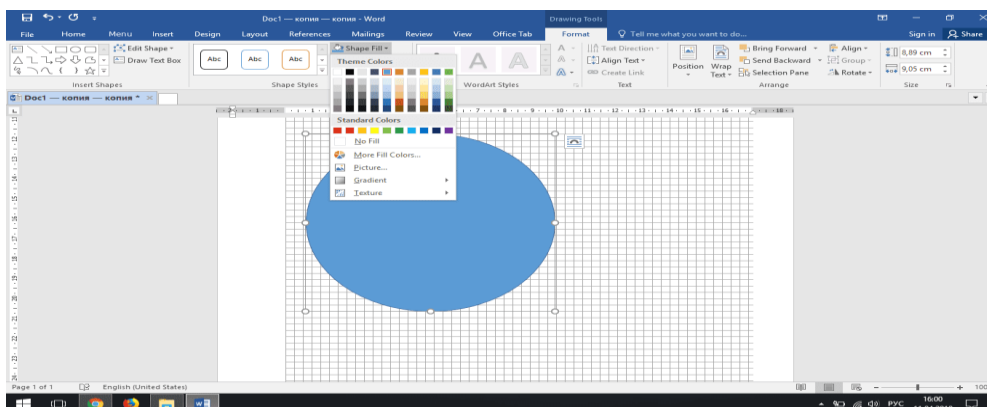 Doc1 — копия — копия - Word
Drawing Tools
File Home Menu Insert Design Layout References Mailings Review View Office Tab Format Tell me what you want to do... Sign in Share
Edit Shape
Draw Text Box
Insert Shapes
Abc Abc Abc
Shape Fill
Shape Styles
WordArt Styles
Text Direction
Align Text
Create Link
Text
Position
Wrap Text
Bring Forward
Send Backward
Selection Pane
Align
Group
Rotate
Arrange
8,89 cm
9,05 cm
Size
Doc1 — копия — копия *
Theme Colors
Standard Colors
No Fill
More Fill Colors...
Picture...
Gradient
Texture
Page 1 of 1 English (United States)
100
РУС 16:00